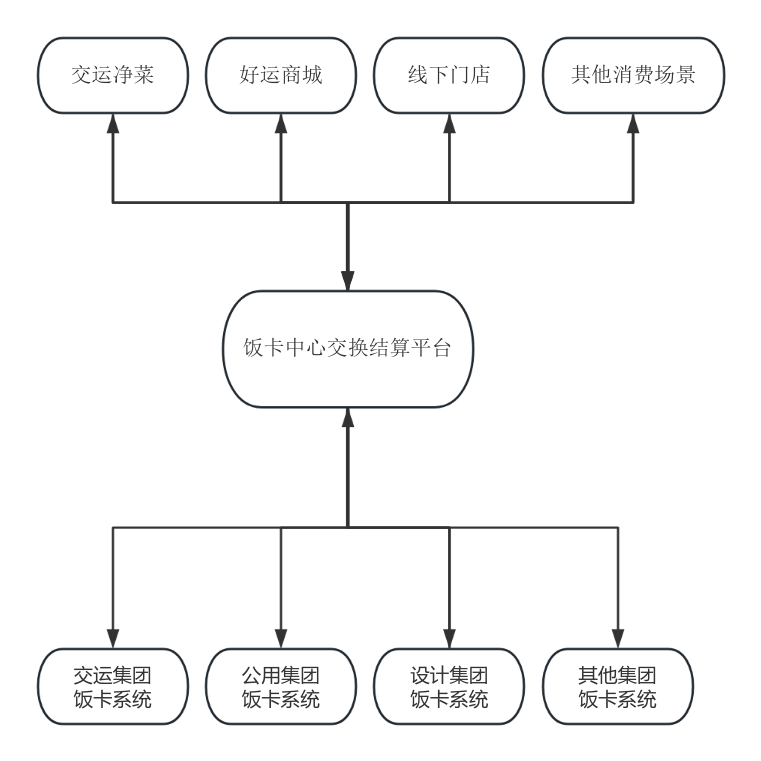 交运净菜
好运商城
线下门店
其他消费场景
饭卡中心交换结算平台
交运集团
饭卡系统
公用集团
饭卡系统
设计集团
饭卡系统
其他集团
饭卡系统